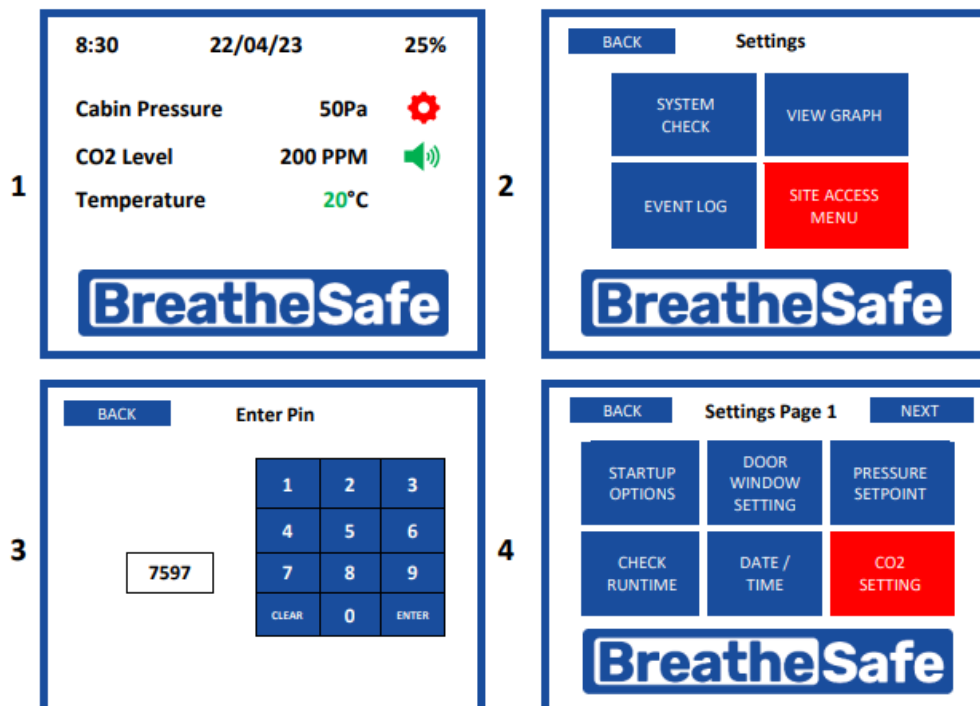 1
8:30 22/04/23 25%
Cabin Pressure 50Pa
CO2 Level 200 PPM
Temperature 20°C
BreatheSafe
2
BACK Settings
SYSTEM
CHECK
VIEW GRAPH
EVENT LOG
SITE ACCESS
MENU
BreatheSafe
3
BACK Enter Pin
7597
1 2 3
4 5 6
7 8 9
CLEAR 0 ENTER
4
BACK Settings Page 1 NEXT
STARTUP
OPTIONS
DOOR
WINDOW
SETTING
PRESSURE
SETPOINT
CHECK
RUNTIME
DATE /
TIME
CO2
SETTING
BreatheSafe